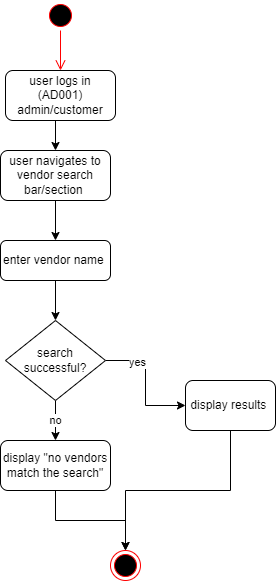 user logs in
(AD001)
admin/customer
user navigates to
vendor search
bar/section
enter vendor name
search
successful?
yes
display results
no
display "no vendors
match the search"